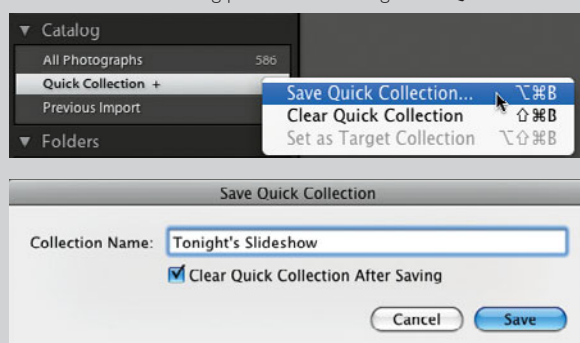 ▼ Catalog
All Photographs 586
Quick Collection +
Previous Import
▼ Folders
Save Quick Collection... ⌥⌘B
Clear Quick Collection ⇧⌘B
Set as Target Collection ⌥⇧⌘B
Save Quick Collection
Collection Name: Tonight's Slideshow
Clear Quick Collection After Saving
Cancel Save